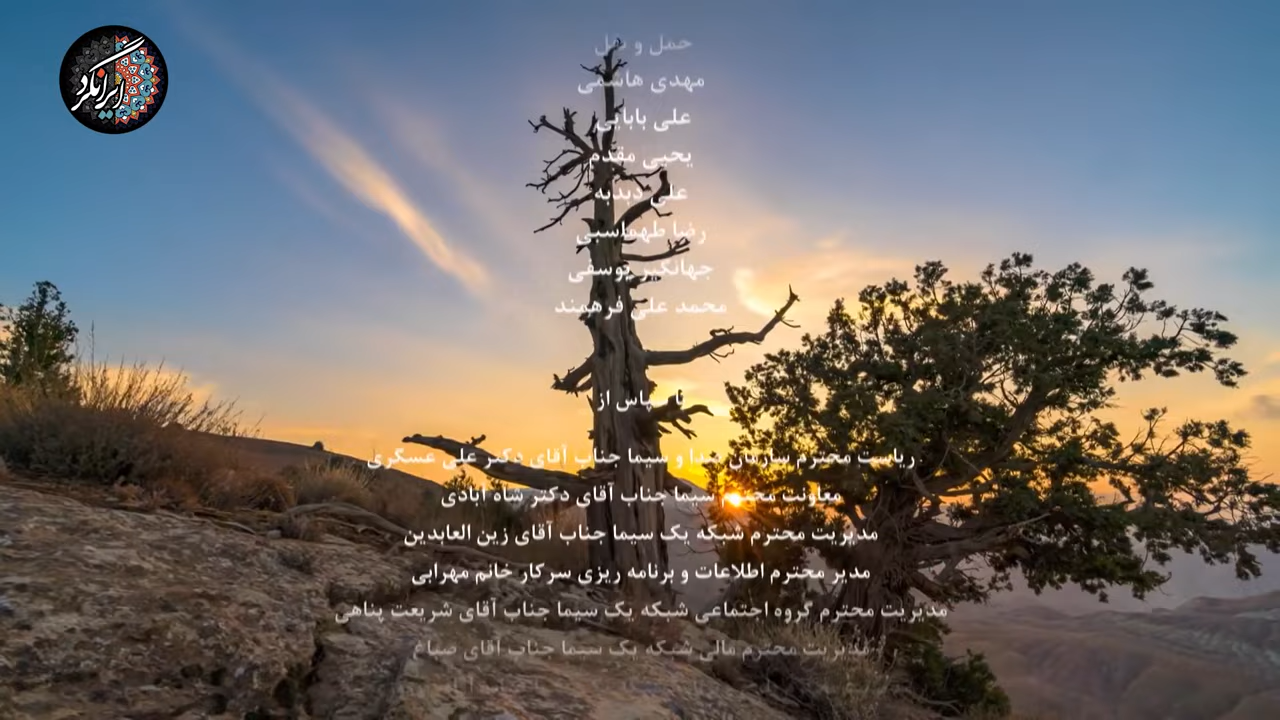 ایرانگرد
حمل و نقل
مهدی هاشمی
علی بابایی
یحیی مقدم
علی دبدبه
رضا طهماسبی
جهانگیر یوسفی
محمد علی فرهمند
با سپاس از
ریاست محترم سازمان صدا و سیما جناب آقای دکتر علی عسگری
معاونت محترم سیما جناب آقای دکتر شاه آبادی
مدیریت محترم شبکه یک سیما جناب آقای زین العابدین
مدیر محترم اطلاعات و برنامه ریزی سرکار خانم مهرابی
مدیریت محترم گروه اجتماعی شبکه یک سیما جناب آقای شریعت پناهی
مدیریت محترم مالی شبکه یک سیما جناب آقای صباغ